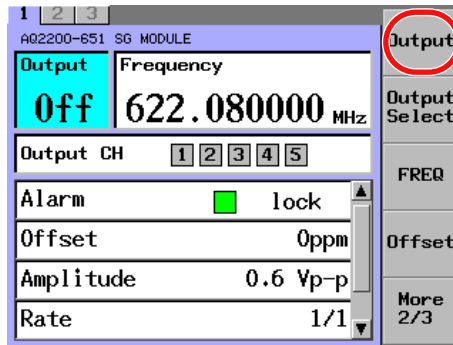 1 2 3
AQ2200-651 SG MODULE
Output Frequency
Off 622.080000 MHz
Output CH 1 2 3 4 5
Alarm lock
Offset 0ppm
Amplitude 0.6 Vp-p
Rate 1/1
Output
Output
Select
FREQ
Offset
More
2/3